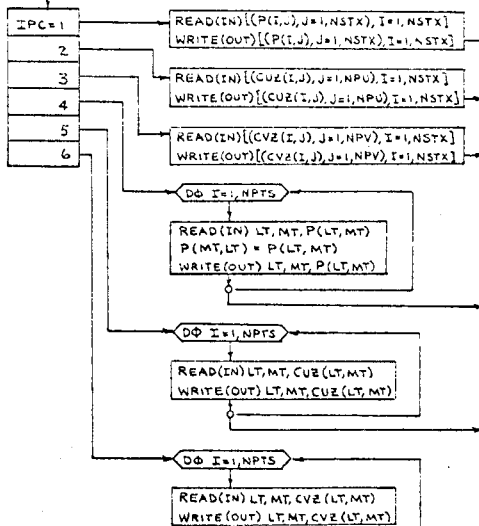 IPC=1
2
3
4
5
6
READ(IN) [(P(I,J), J=1,NSTX), I=1,NSTX]
WRITE(OUT) [(P(I,J), J=1,NSTX), I=1,NSTX]
READ(IN) [(CUZ(I,J), J=1,NPU), I=1,NSTX]
WRITE(OUT) [(CUZ(I,J), J=1,NPU), I=1,NSTX]
READ(IN) [(CVZ(I,J), J=1,NPV), I=1,NSTX]
WRITE(OUT) [(CVZ(I,J), J=1,NPV), I=1,NSTX]
DΦ I=1,NPTS
READ(IN) LT, MT, P(LT,MT)
P(MT,LT) = P(LT,MT)
WRITE(OUT) LT, MT, P(LT,MT)
DΦ I=1,NPTS
READ(IN) LT, MT, CUZ(LT,MT)
WRITE(OUT) LT, MT, CUZ(LT,MT)
DΦ I=1,NPTS
READ(IN) LT, MT, CVZ(LT,MT)
WRITE(OUT) LT, MT, CVZ(LT,MT)